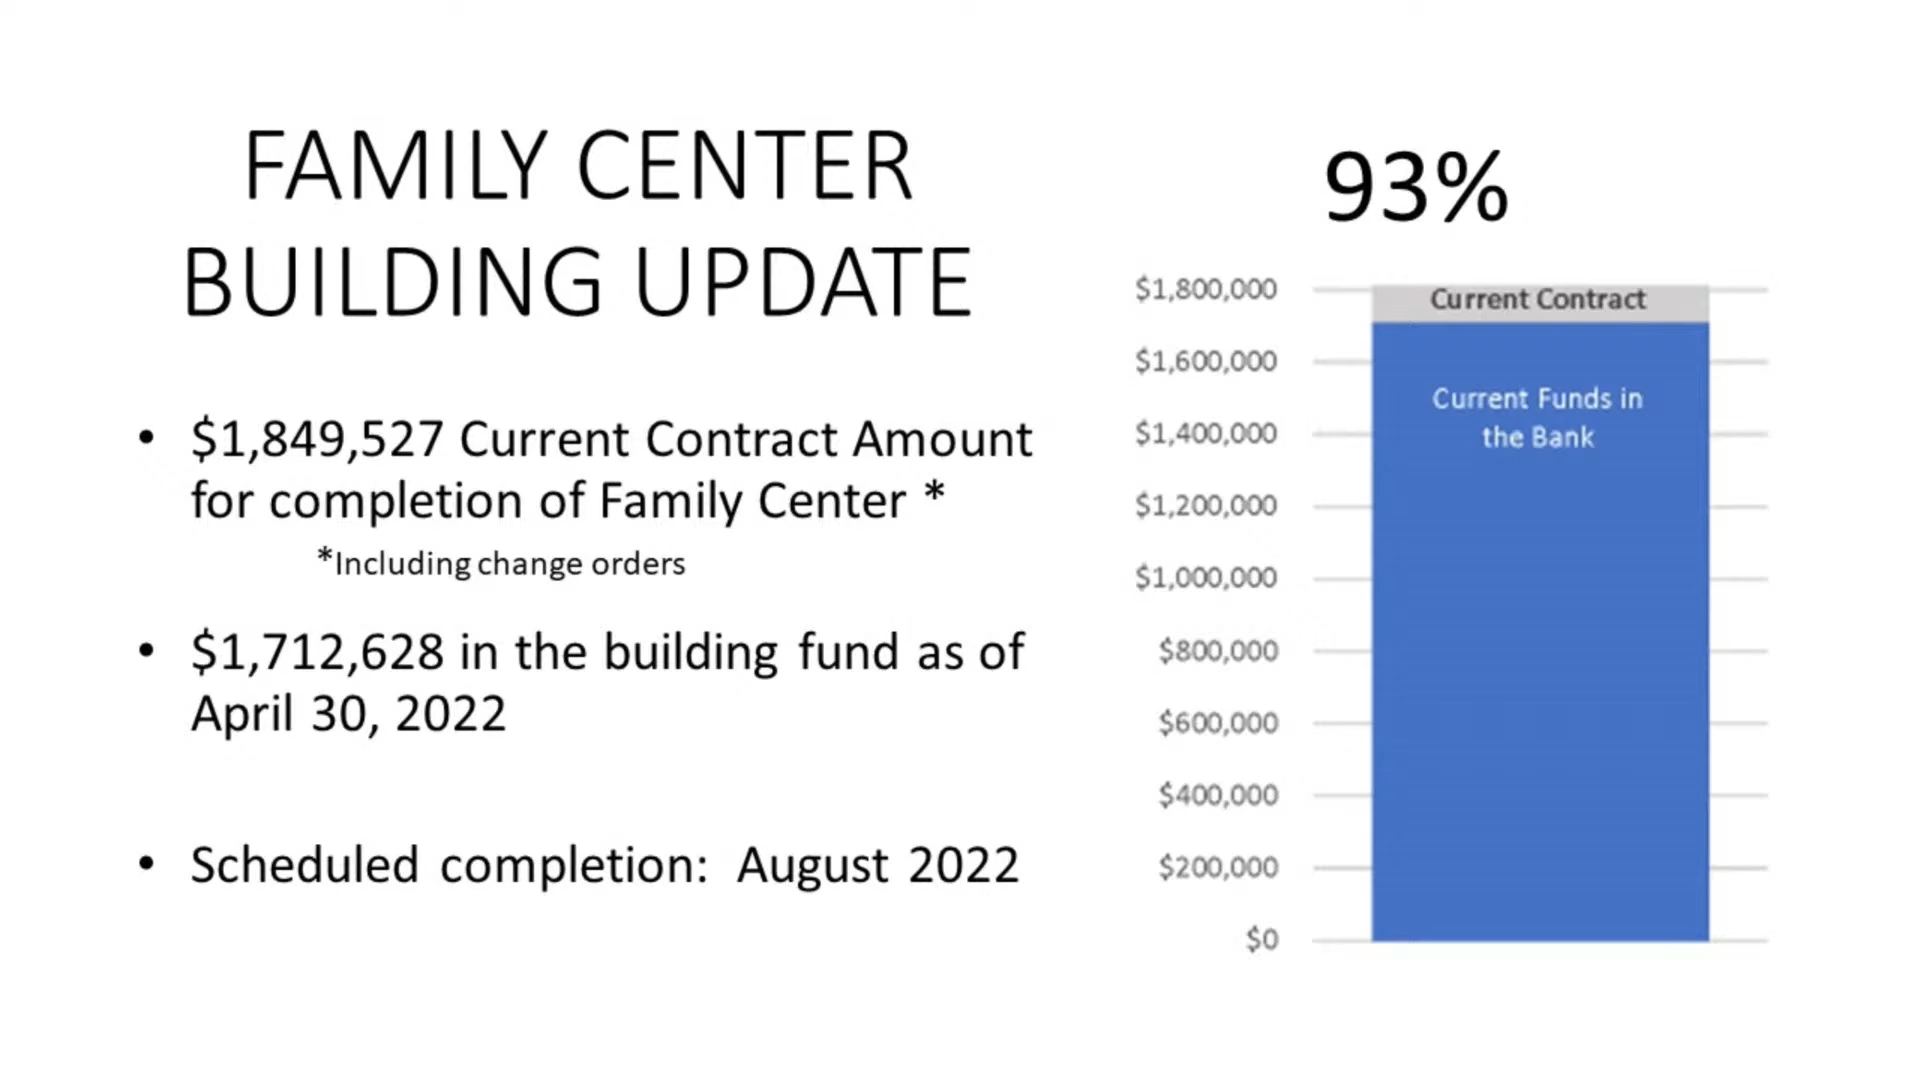 FAMILY CENTER
BUILDING UPDATE
• $1,849,527 Current Contract Amount
for completion of Family Center *
*Including change orders
• $1,712,628 in the building fund as of
April 30, 2022
• Scheduled completion: August 2022
93%
$1,800,000
$1,600,000
$1,400,000
$1,200,000
$1,000,000
$800,000
$600,000
$400,000
$200,000
$0
Current Contract
Current Funds in
the Bank